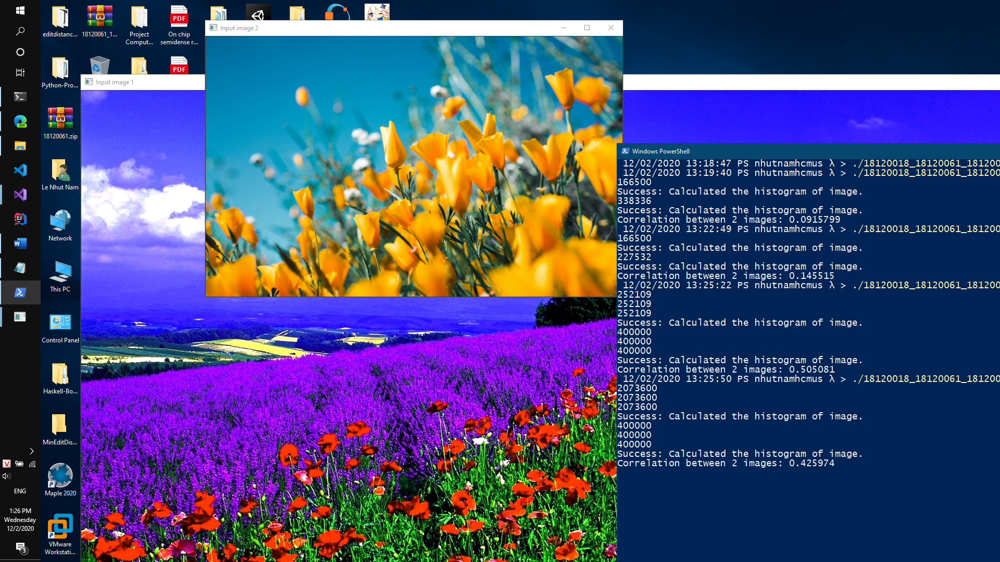 editdistanc...
18120061_1...
Project
Comput...
On chip
semidense r...
PDF
Input image 2
Python-Pro...
PDF
Input image 1
18120061.zip
Le Nhut Nam
Network
This PC
Control Panel
Haskell-Bo...
MinEditDis...
Maple 2020
VMware
Workstati...
DEV
ENG
1:26 PM
Wednesday
12/2/2020
3
Windows PowerShell
12/02/2020 13:18:47 PS nhutnamhcmus λ > ./18120018_18120061_181200
12/02/2020 13:19:40 PS nhutnamhcmus λ > ./18120018_18120061_181200
166500
Success: Calculated the histogram of image.
338336
Success: Calculated the histogram of image.
Correlation between 2 images: 0.0915799
12/02/2020 13:22:49 PS nhutnamhcmus λ > ./18120018_18120061_181200
166500
Success: Calculated the histogram of image.
227532
Success: Calculated the histogram of image.
Correlation between 2 images: 0.145515
12/02/2020 13:25:22 PS nhutnamhcmus λ > ./18120018_18120061_181200
252109
252109
252109
Success: Calculated the histogram of image.
400000
400000
400000
Success: Calculated the histogram of image.
Correlation between 2 images: 0.505081
12/02/2020 13:25:50 PS nhutnamhcmus λ > ./18120018_18120061_181200
2073600
2073600
2073600
Success: Calculated the histogram of image.
400000
400000
400000
Success: Calculated the histogram of image.
Correlation between 2 images: 0.425974